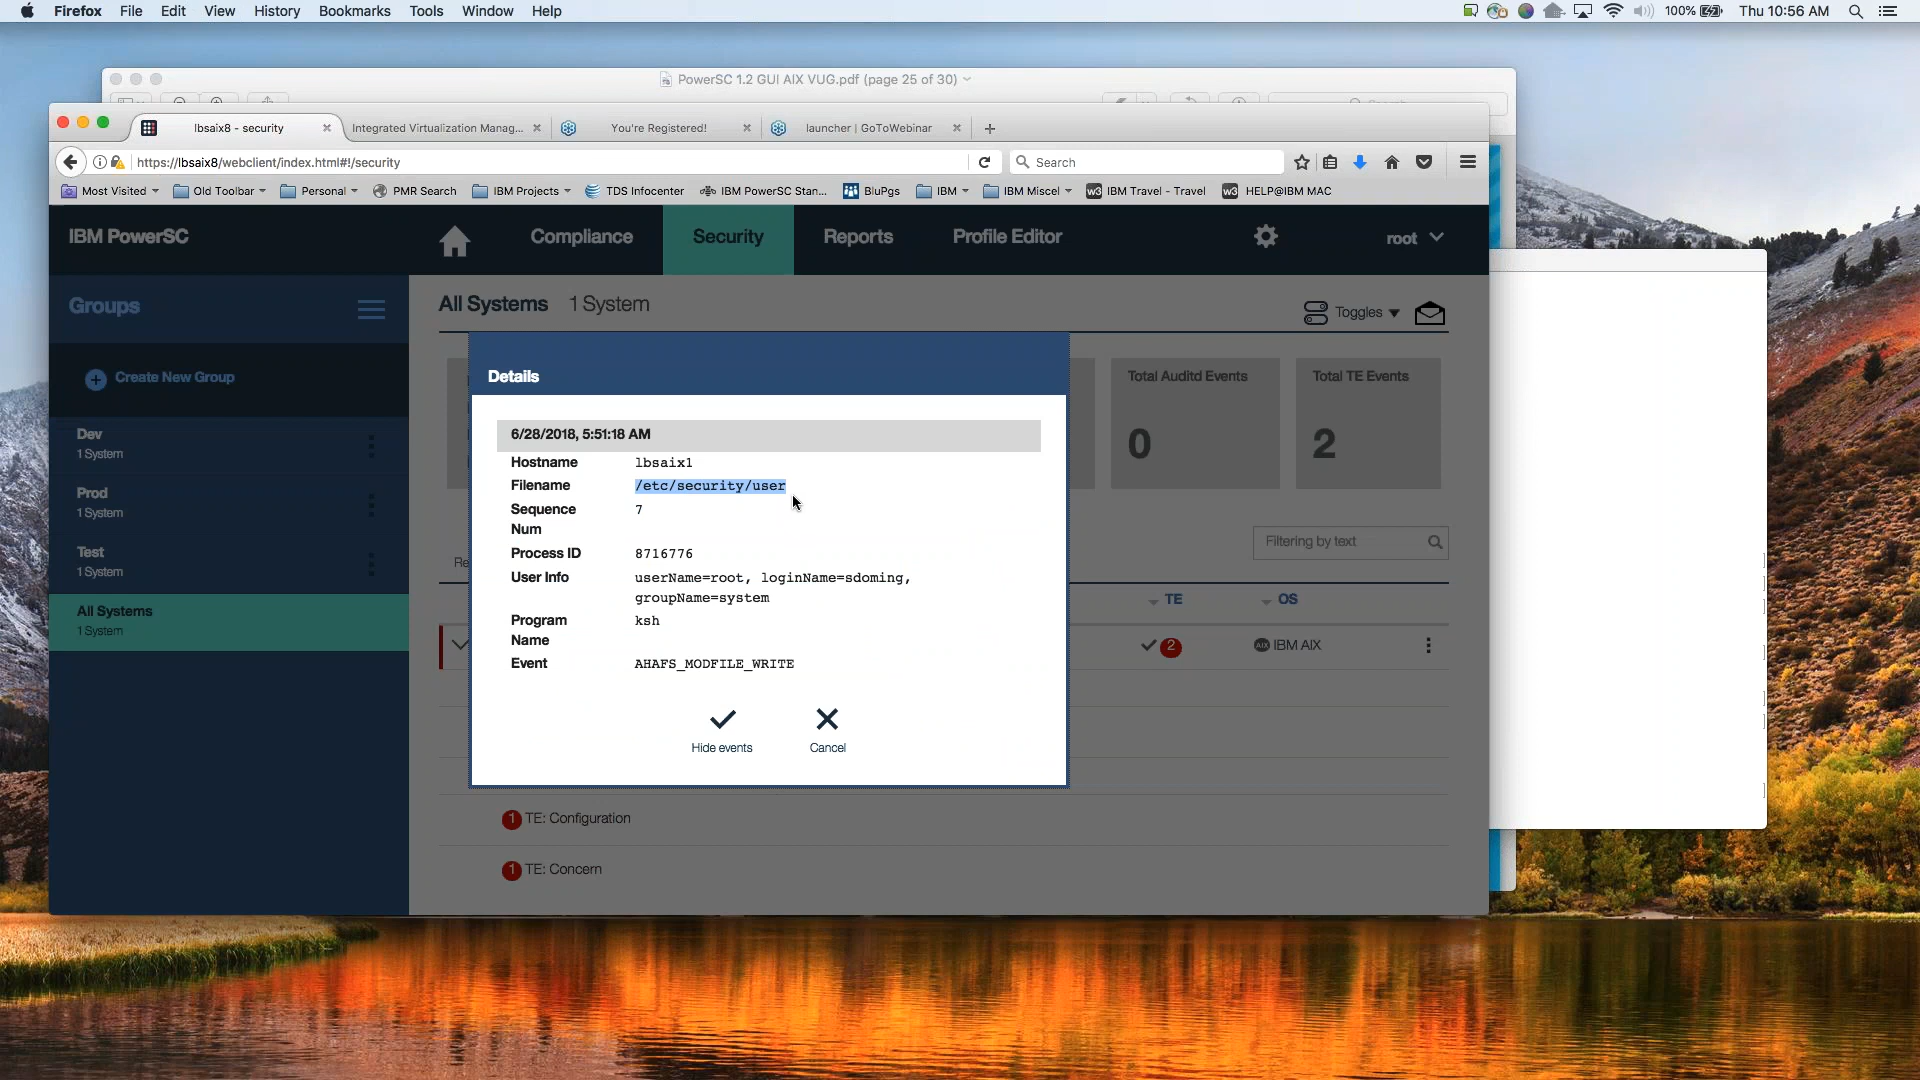 Firefox File Edit View History Bookmarks Tools Window Help 100% Thu 10:56 AM
PowerSC 1.2 GUI AIX VUG.pdf (page 25 of 30)
lbsaix8 - security Integrated Virtualization Manag... You're Registered! launcher | GoToWebinar
https://lbsaix8/webclient/index.html#!/security Search
Most Visited Old Toolbar Personal PMR Search IBM Projects TDS Infocenter IBM PowerSC Stan... BluPgs IBM IBM Miscel IBM Travel - Travel HELP@IBM MAC
IBM PowerSC Compliance Security Reports Profile Editor root
Groups
All Systems 1 System
Toggles
Create New Group
Dev
1 System
Prod
1 System
Test
1 System
All Systems
1 System
Details
6/28/2018, 5:51:18 AM
Hostname lbsaix1
Filename /etc/security/user
Sequence Num 7
Process ID 8716776
User Info userName=root, loginName=sdoming,
groupName=system
Program Name ksh
Event AHAFS_MODFILE_WRITE
Hide events Cancel
Total Auditd Events
0
Total TE Events
2
Filtering by text
Re
TE OS
2 AIX IBM AIX
1 TE: Configuration
1 TE: Concern